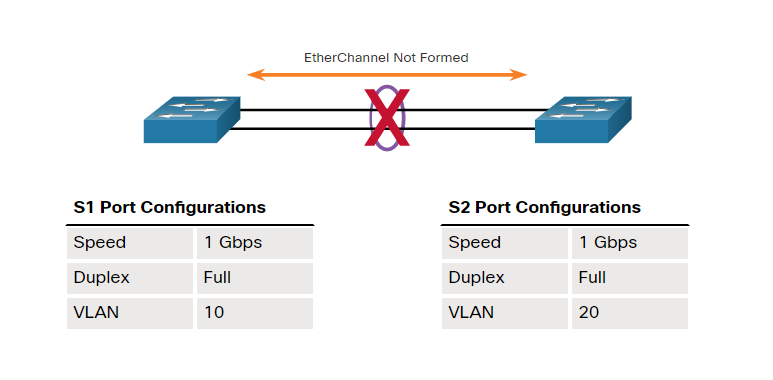 EtherChannel Not Formed
S1 Port Configurations
Speed 1 Gbps
Duplex Full
VLAN 10
S2 Port Configurations
Speed 1 Gbps
Duplex Full
VLAN 20